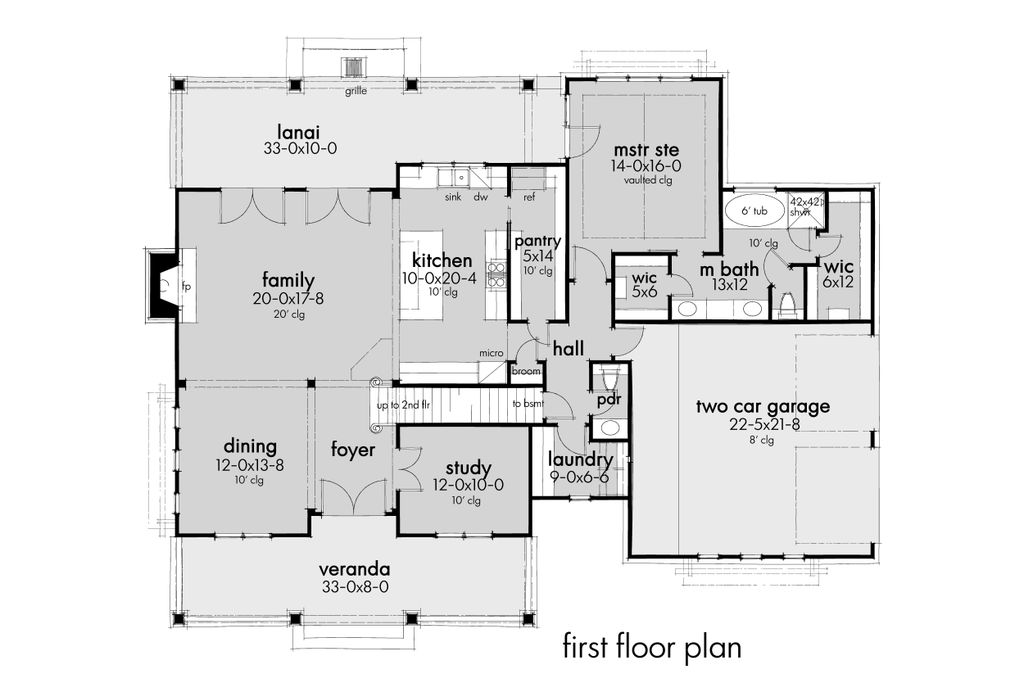 grille
lanai
33-0x10-0
mstr ste
14-0x16-0
vaulted clg
sink
dw
ref
6' tub
42x42
shwr
10' clg
pantry
5x14
10' clg
kitchen
10-0x20-4
10' clg
family
20-0x17-8
20' clg
fp
wic
5x6
m bath
13x12
wic
6x12
micro
hall
broom
up to 2nd flr
to bsmt
pdr
two car garage
22-5x21-8
8' clg
dining
12-0x13-8
10' clg
foyer
study
12-0x10-0
10' clg
laundry
9-0x6-6
veranda
33-0x8-0
first floor plan